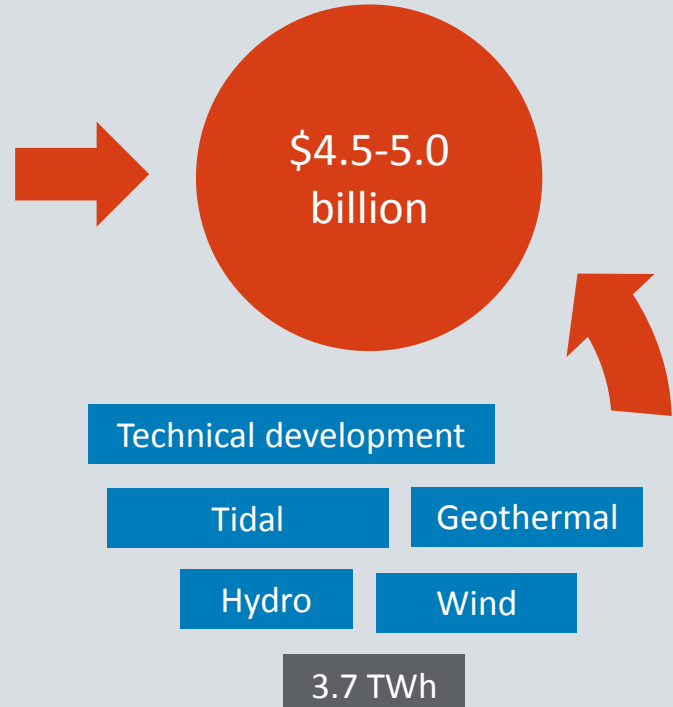 $4.5-5.0
billion
Technical development
Tidal
Geothermal
Hydro
Wind
3.7 TWh